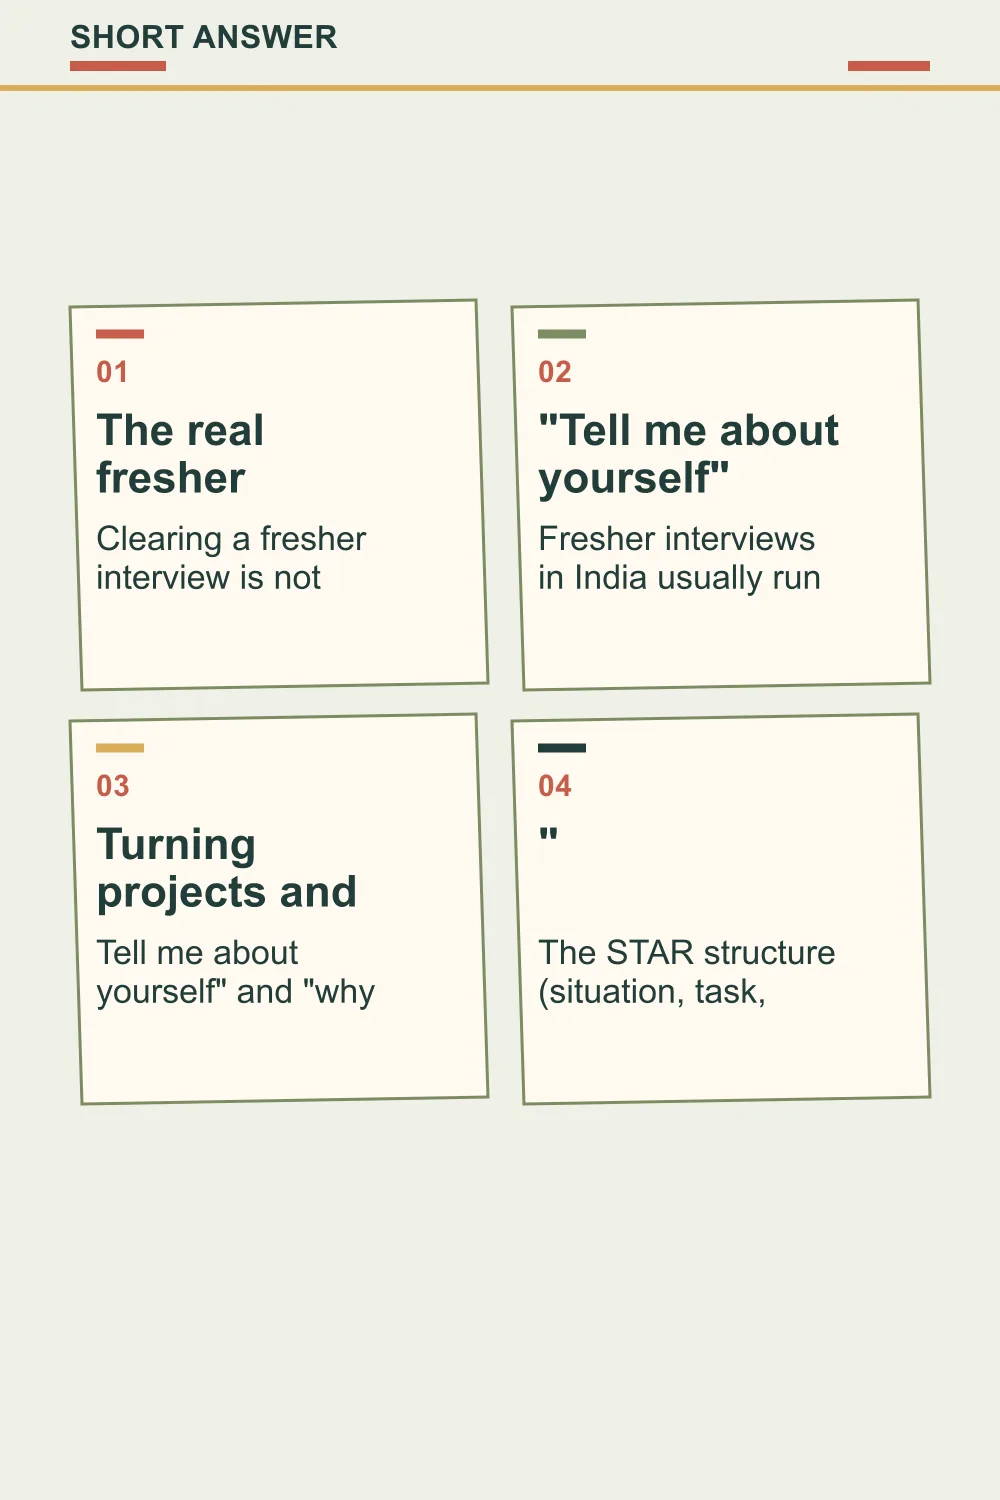 SHORT ANSWER
01
The real
fresher
Clearing a fresher
interview is not
02
"Tell me about
yourself"
Fresher interviews
in India usually run
03
Turning
projects and
Tell me about
yourself" and "why
04
"
The STAR structure
(situation, task,